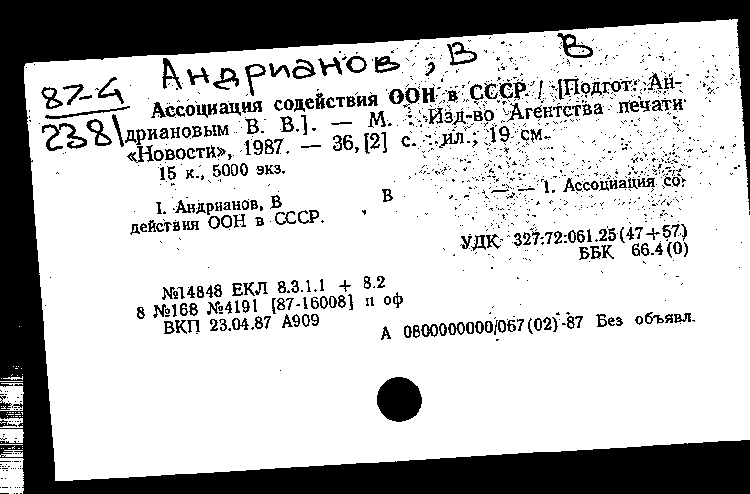 Андрианов, В В
87-4
2381
Ассоциация содействия ООН в СССР / [Подгот. Ан-
дриановым В. В.]. — М. : Изд-во Агентства печати
«Новости», 1987. — 36, [2] с. : ил.; 19 см.
15 к., 5000 экз.
I. Андрианов, В В — — 1. Ассоциация со-
действия ООН в СССР.
УДК 327:72:061.25(47+57)
ББК 66.4(0)
№14848 ЕКЛ 8.3.1.1 + 8.2
8 №168 №4191 [87-16008] п оф
ВКП 23.04.87 А909
А 0800000000/067(02)-87 Без объявл.